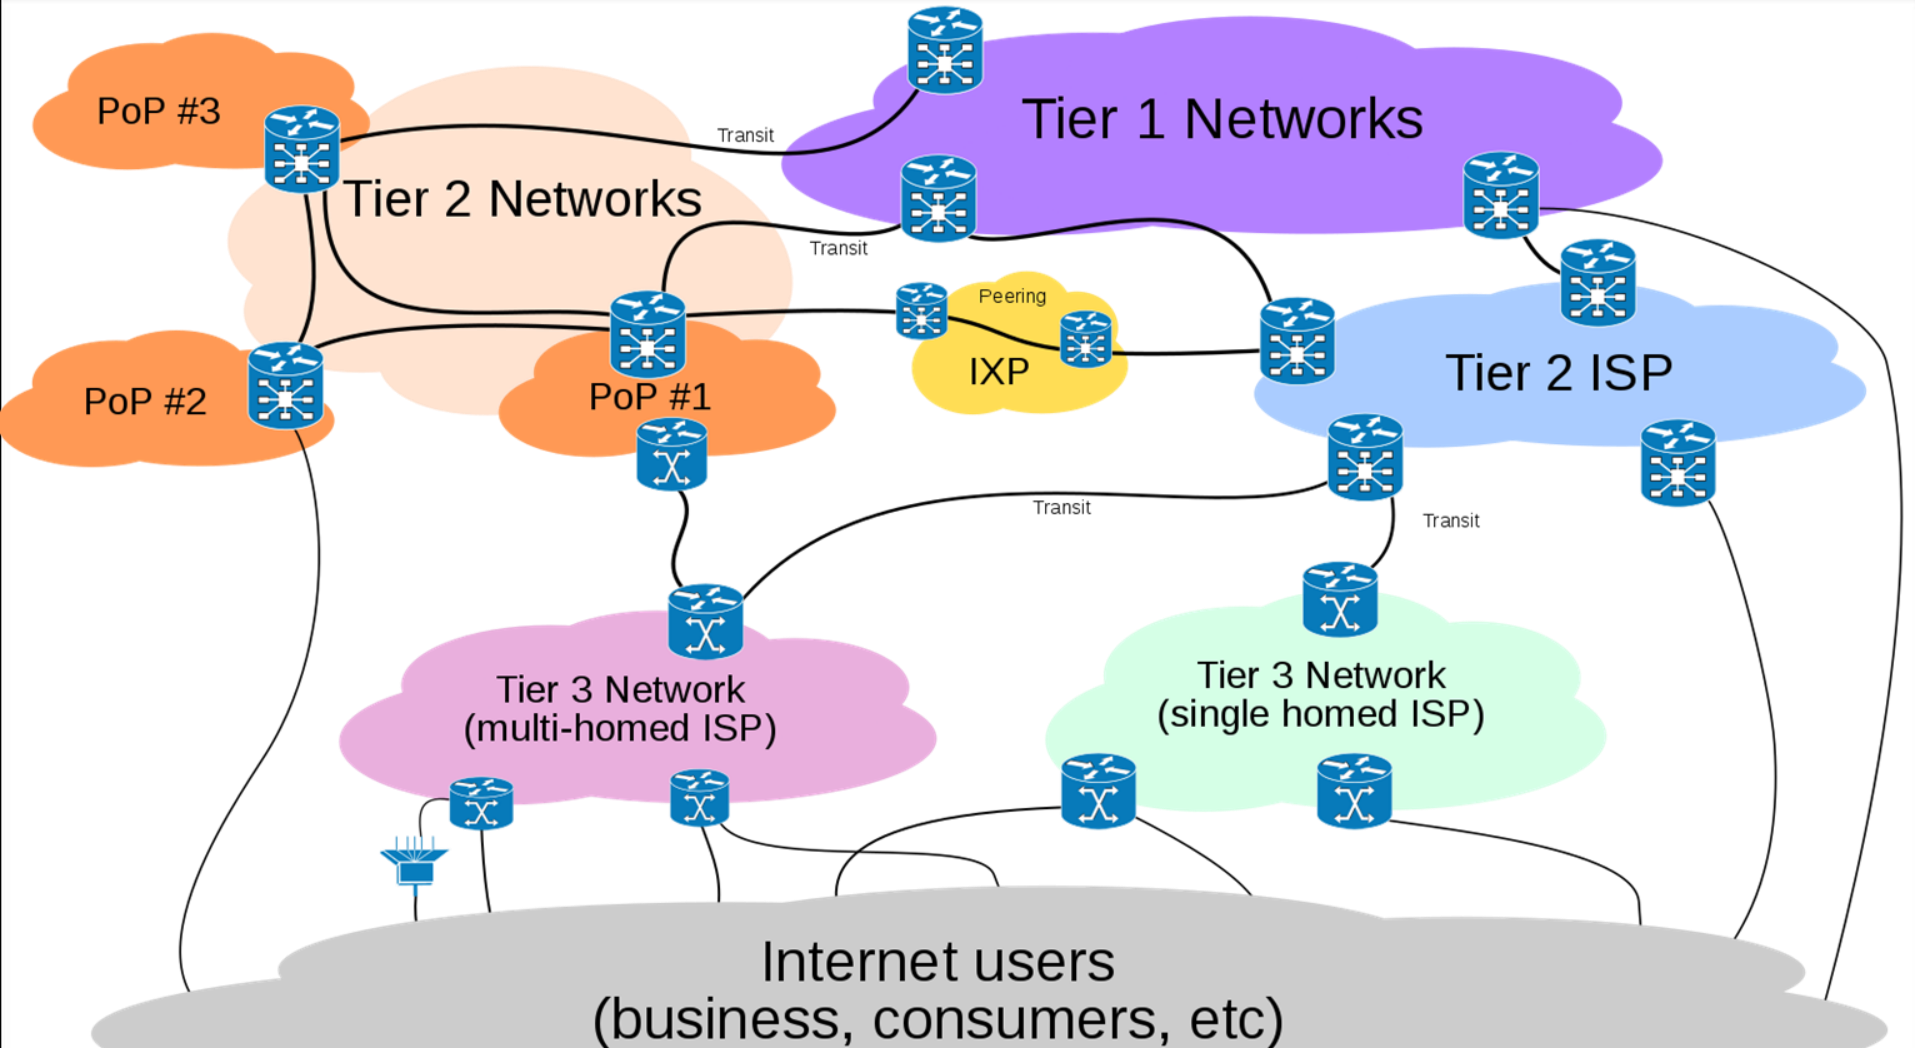 PoP #3
Transit
Tier 1 Networks
Tier 2 Networks
Transit
Peering
IXP
Tier 2 ISP
PoP #2
PoP #1
Transit
Transit
Tier 3 Network
(multi-homed ISP)
Tier 3 Network
(single homed ISP)
Internet users
(business, consumers, etc)